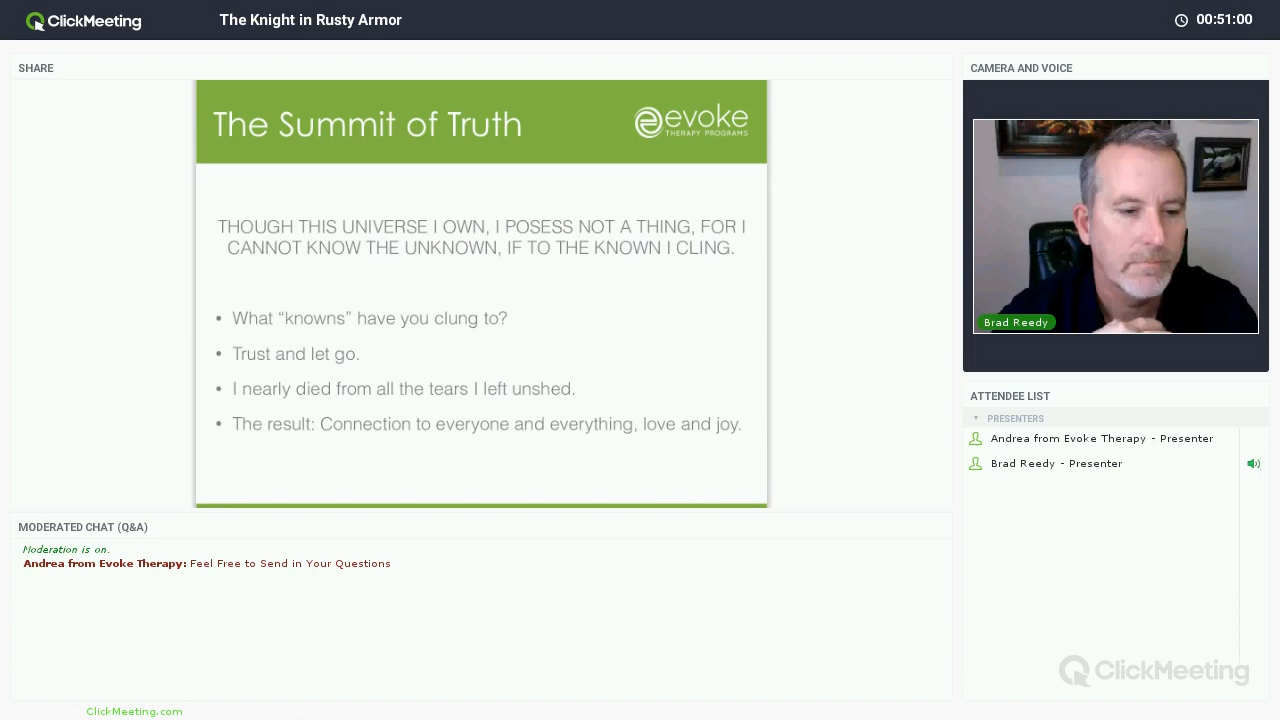 ClickMeeting
The Knight in Rusty Armor
00:51:00
SHARE
The Summit of Truth
evoke
THERAPY PROGRAMS
THOUGH THIS UNIVERSE I OWN, I POSESS NOT A THING, FOR I
CANNOT KNOW THE UNKNOWN, IF TO THE KNOWN I CLING.
• What “knowns” have you clung to?
• Trust and let go.
• I nearly died from all the tears I left unshed.
• The result: Connection to everyone and everything, love and joy.
MODERATED CHAT (Q&A)
Moderation is on.
Andrea from Evoke Therapy: Feel Free to Send in Your Questions
ClickMeeting.com
CAMERA AND VOICE
Brad Reedy
ATTENDEE LIST
PRESENTERS
Andrea from Evoke Therapy - Presenter
Brad Reedy - Presenter
ClickMeeting